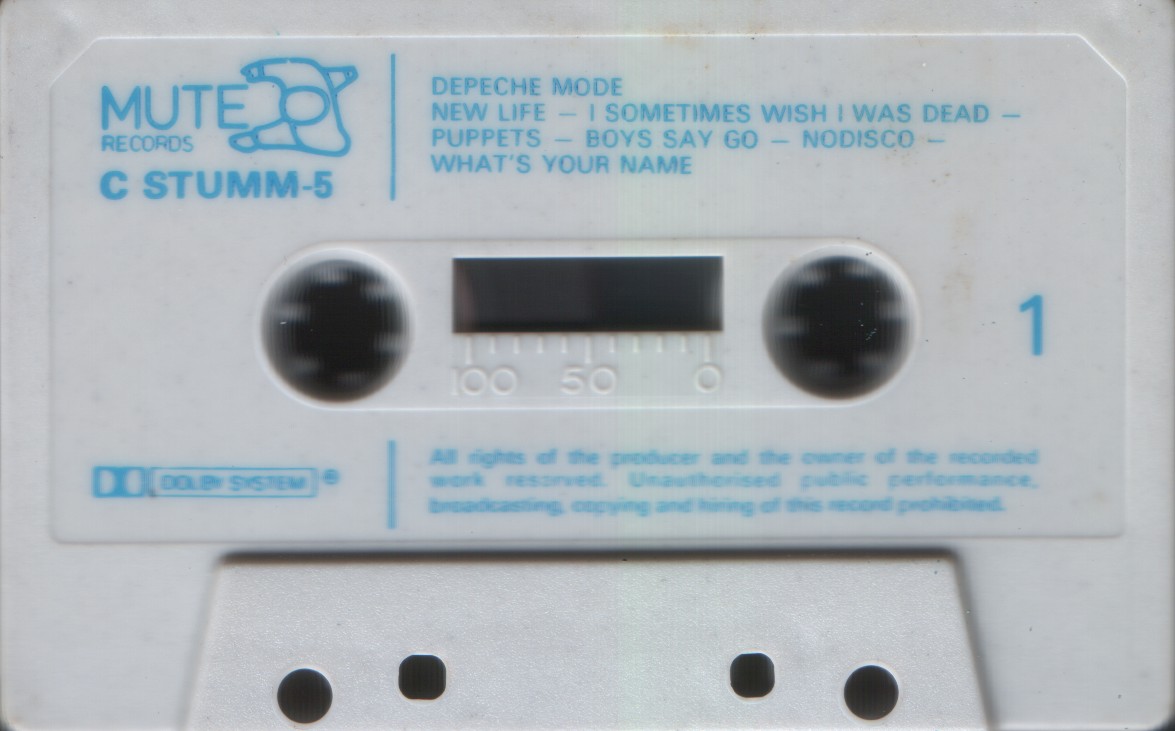 MUTE
RECORDS
C STUMM-5
DEPECHE MODE
NEW LIFE – I SOMETIMES WISH I WAS DEAD –
PUPPETS – BOYS SAY GO – NODISCO –
WHAT'S YOUR NAME
100 50 0
1
DOLBY SYSTEM ®
All rights of the producer and the owner of the recorded
work reserved. Unauthorised public performance,
broadcasting, copying and hiring of this record prohibited.